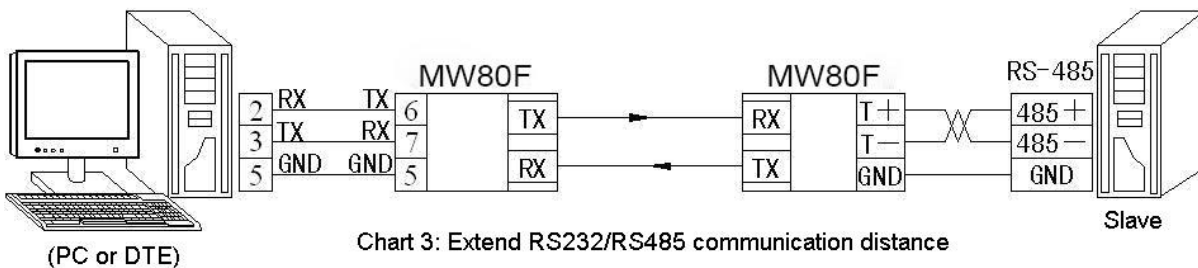 MW80F
MW80F
RS-485
2 RX TX 6
TX
RX
T+
485+
3 TX RX 7
T-
485-
5 GND GND 5
RX
TX
GND
GND
Slave
Chart 3: Extend RS232/RS485 communication distance
(PC or DTE)